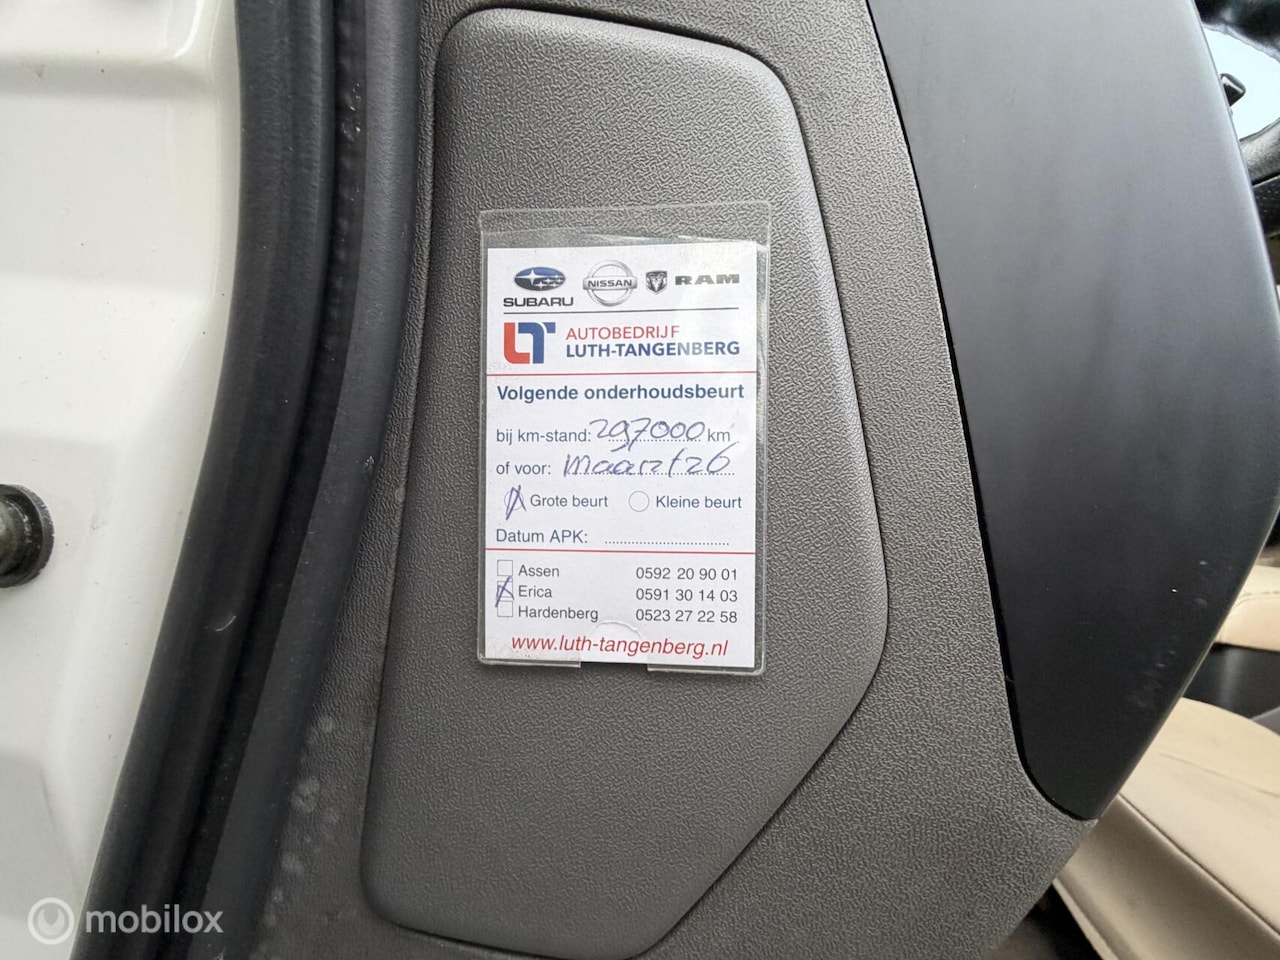 SUBARU NISSAN RAM
LT AUTOBEDRIJF
LUTH-TANGENBERG
Volgende onderhoudsbeurt
bij km-stand: 297000 km
of voor: maart 26
Grote beurt Kleine beurt
Datum APK: ................................
Assen 0592 20 90 01
Erica 0591 30 14 03
Hardenberg 0523 27 22 58
www.luth-tangenberg.nl
mobilox